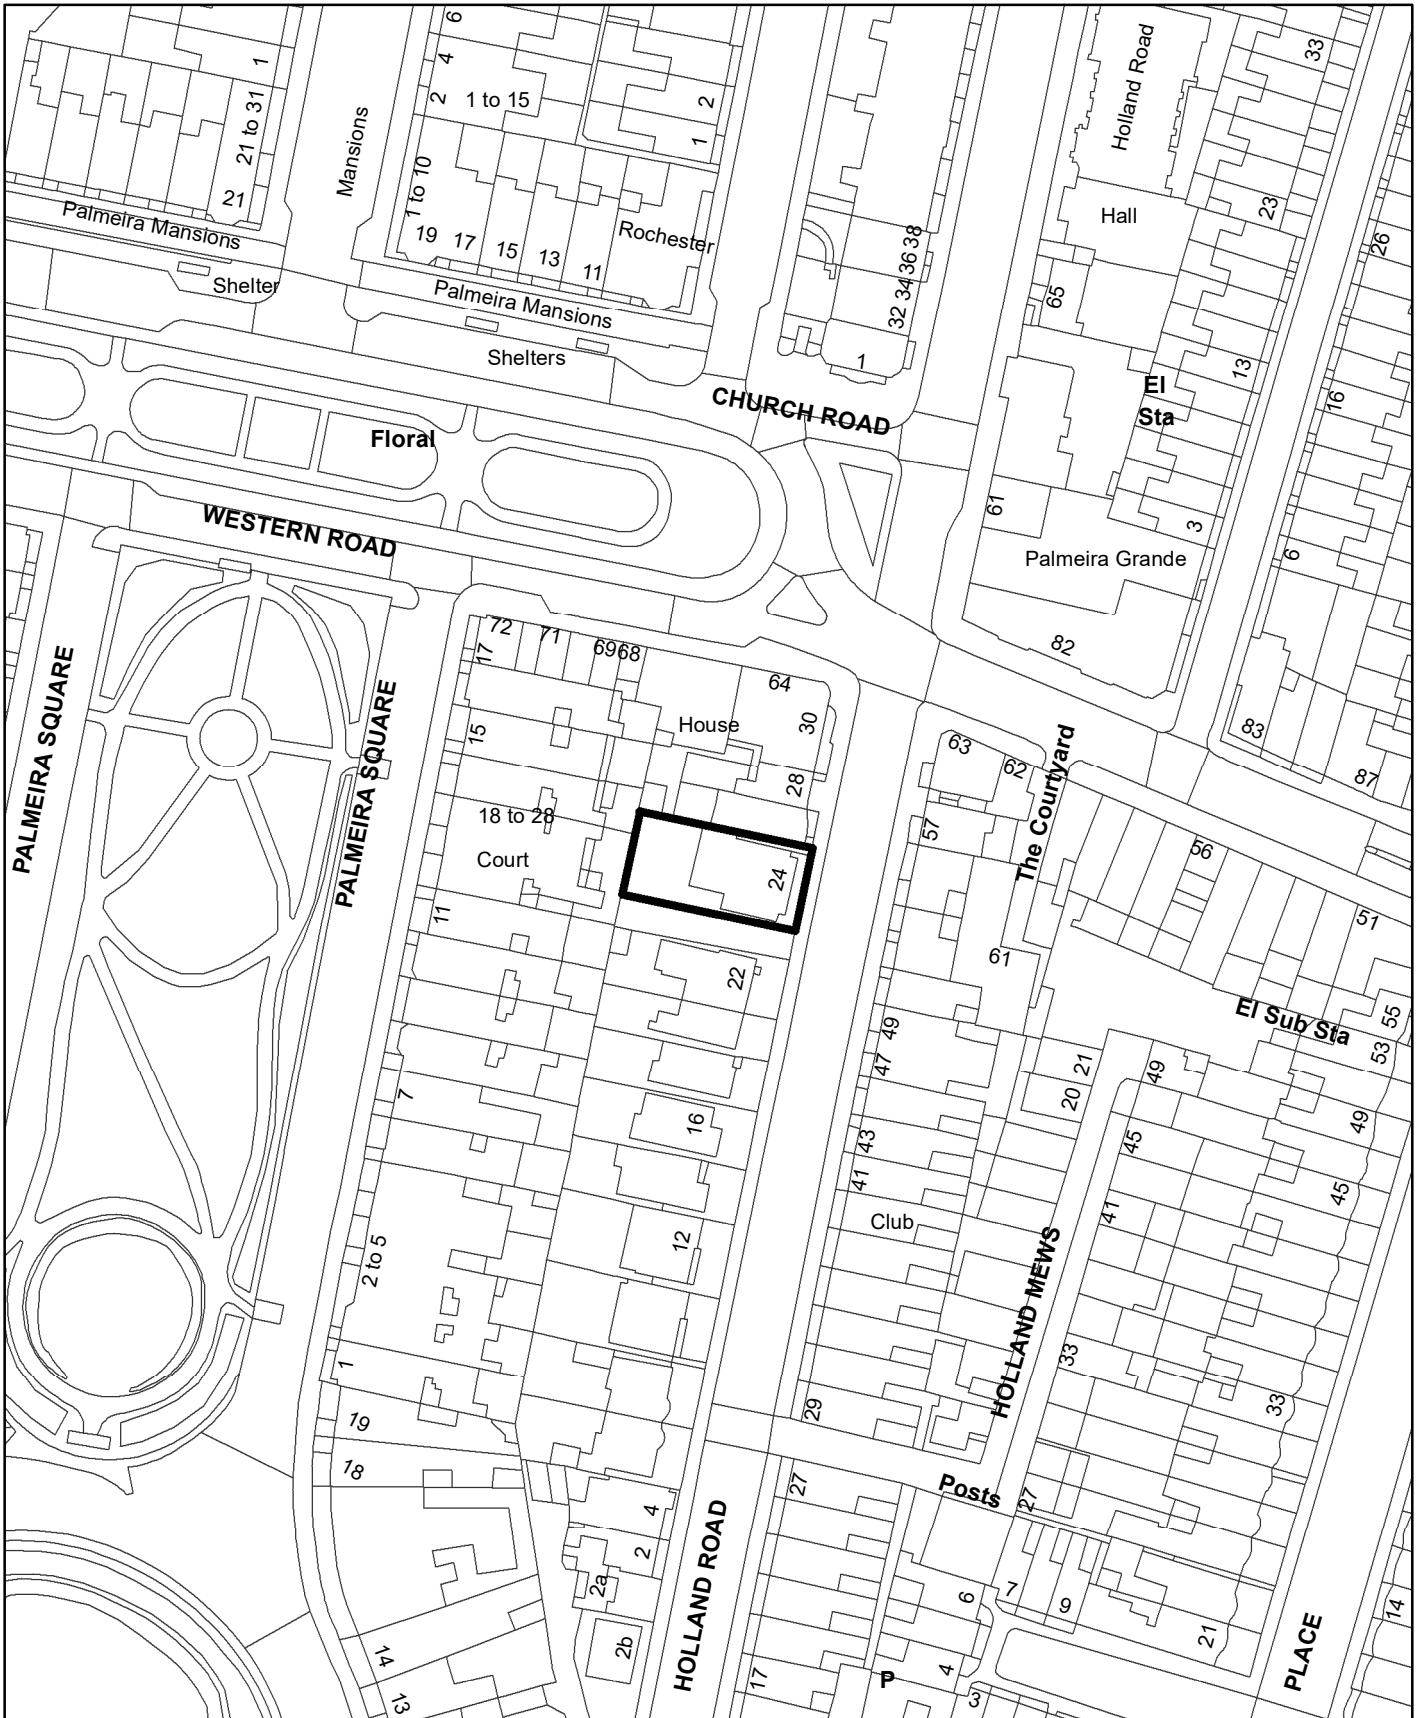 6
4
2
1 to 15
2
1
1
21 to 31
21
Mansions
1 to 10
19
17
15
13
11
Rochester
Palmeira Mansions
Shelter
Palmeira Mansions
Shelters
32 34 36 38
1
Holland Road
33
Hall
23
26
65
13
16
El
Sta
CHURCH ROAD
Floral
WESTERN ROAD
61
3
6
Palmeira Grande
82
83
87
72
71
69
68
17
64
15
House
30
28
63
62
The Courtyard
PALMEIRA SQUARE
PALMEIRA SQUARE
18 to 28
Court
24
57
56
51
11
22
61
El Sub Sta
55
53
49
47
21
20
49
7
16
43
41
45
49
45
41
Club
12
2 to 5
HOLLAND MEWS
1
33
33
29
19
18
27
Posts
27
4
2
2a
2b
HOLLAND ROAD
6
7
9
21
14
14
13
17
P
4
3
PLACE